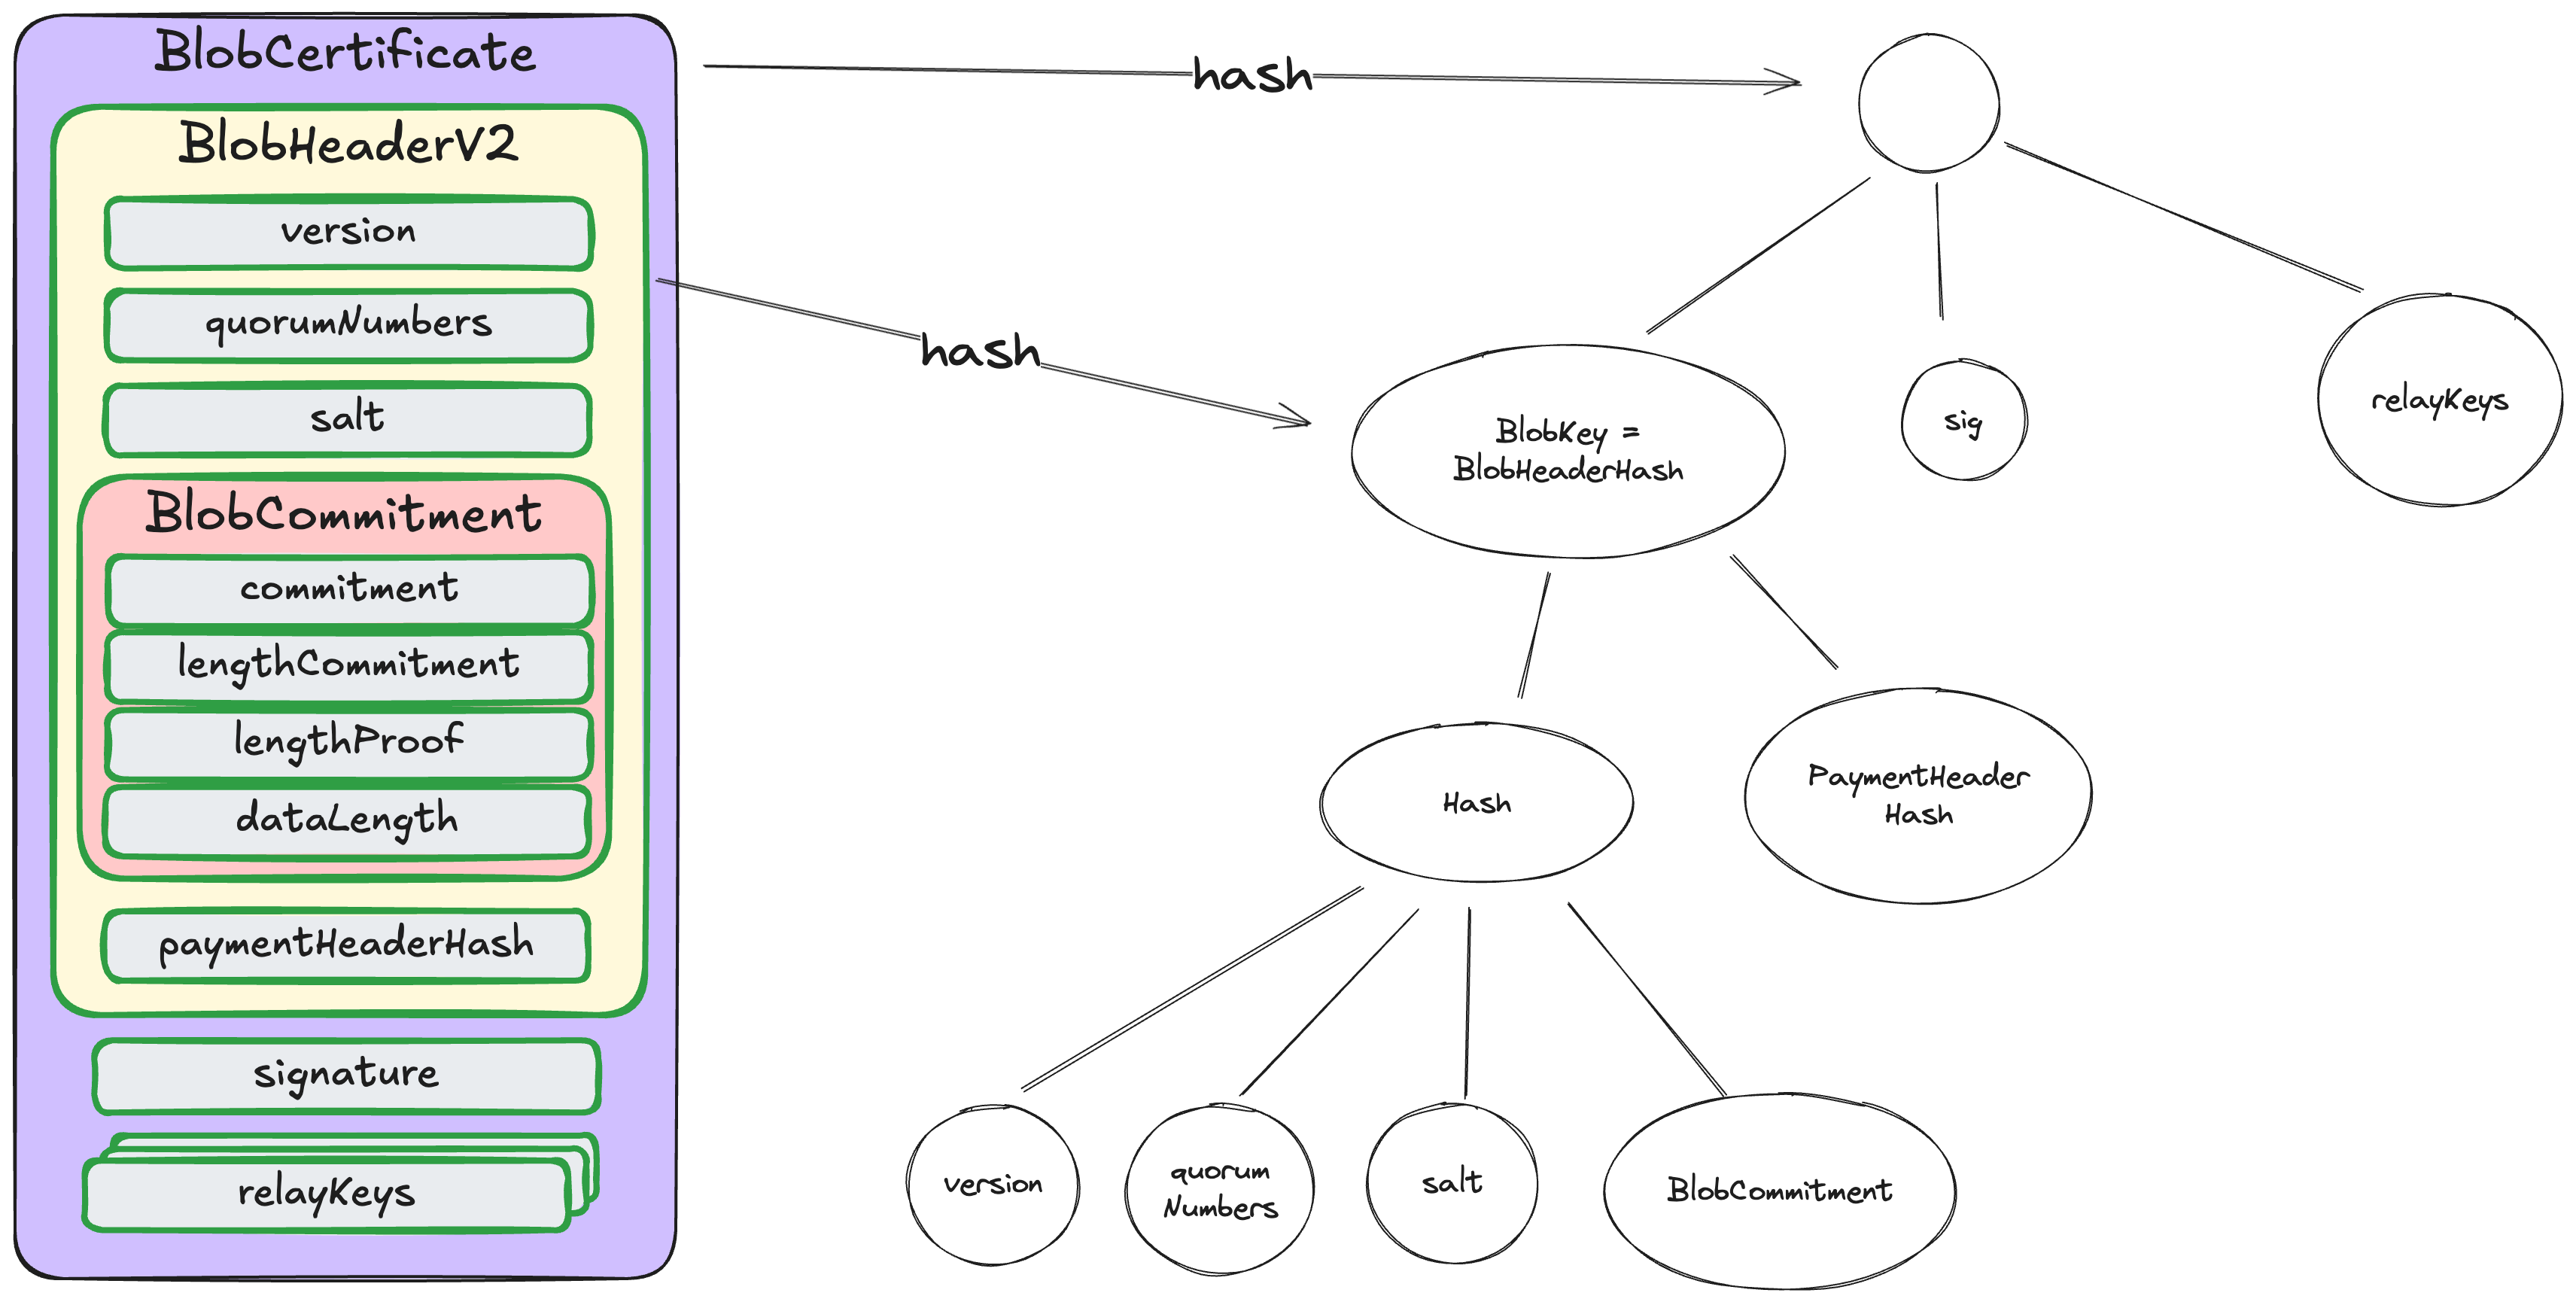 BlobCertificate
BlobHeaderV2
version
quorumNumbers
salt
BlobCommitment
commitment
lengthCommitment
lengthProof
dataLength
paymentHeaderHash
signature
relayKeys
hash
hash
BlobKey =
BlobHeaderHash
sig
relayKeys
Hash
PaymentHeader
Hash
version
quorum
Numbers
salt
BlobCommitment